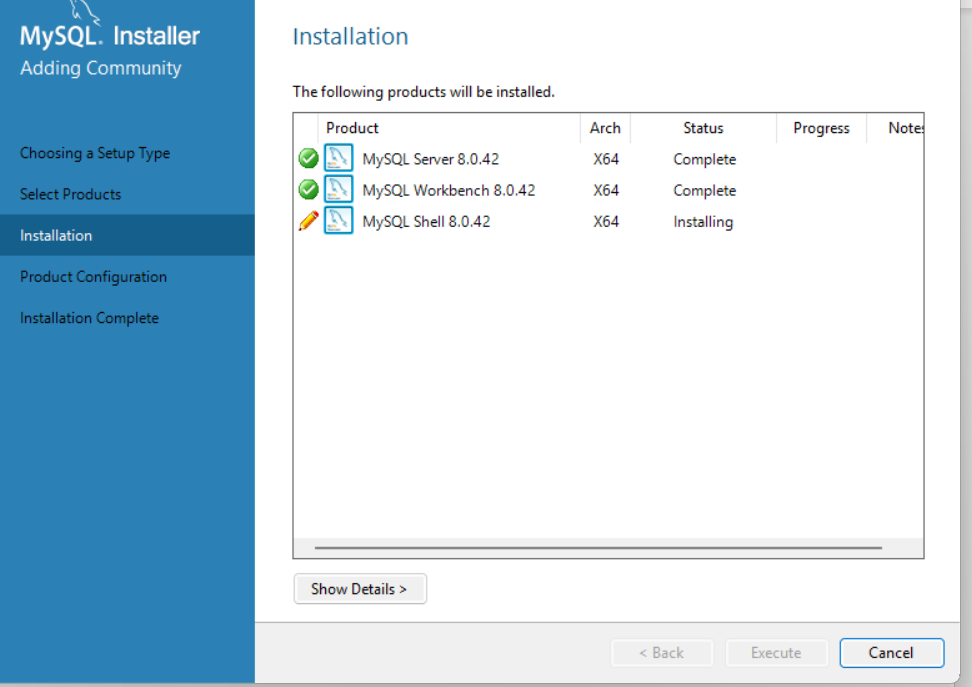 MySQL. Installer
Adding Community
Choosing a Setup Type
Select Products
Installation
Product Configuration
Installation Complete
Installation
The following products will be installed.
Product Arch Status Progress Notes
MySQL Server 8.0.42 X64 Complete
MySQL Workbench 8.0.42 X64 Complete
MySQL Shell 8.0.42 X64 Installing
Show Details >
< Back Execute Cancel